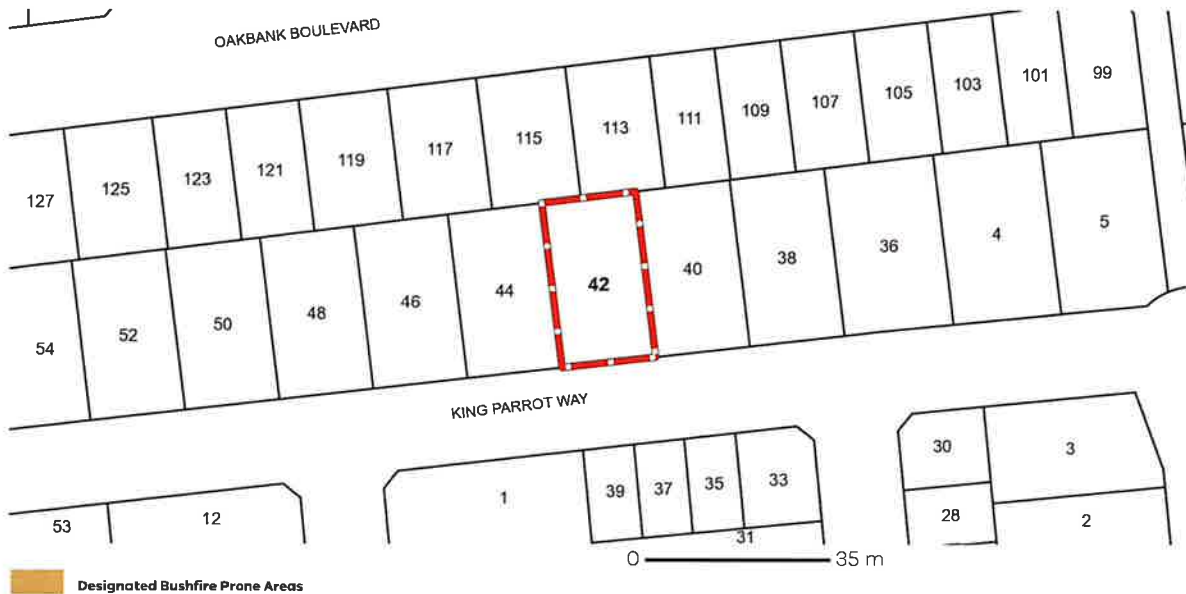 OAKBANK BOULEVARD
127 125 123 121 119 117 115 113 111 109 107 105 103 101 99
54 52 50 48 46 44 42 40 38 36 4 5
KING PARROT WAY
53 12 1 39 37 35 33 30 3
31 28 2
0 35 m
Designated Bushfire Prone Areas